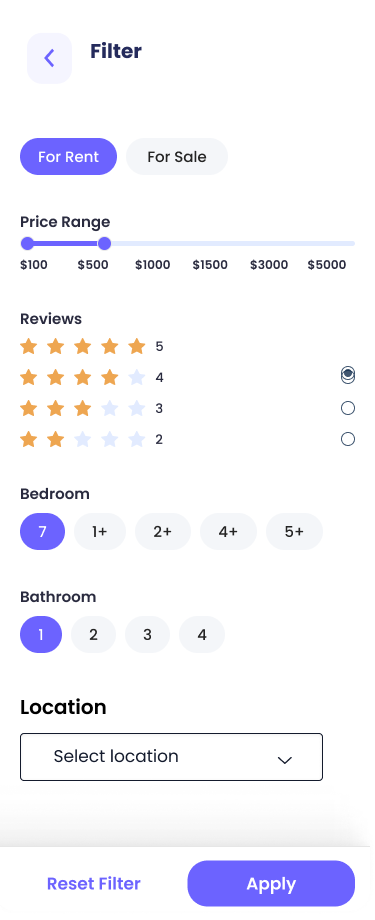 Filter
For Rent For Sale
Price Range
$100 $500 $1000 $1500 $3000 $5000
Reviews
5
4
3
2
Bedroom
7 1+ 2+ 4+ 5+
Bathroom
1 2 3 4
Location
Select location
Reset Filter Apply